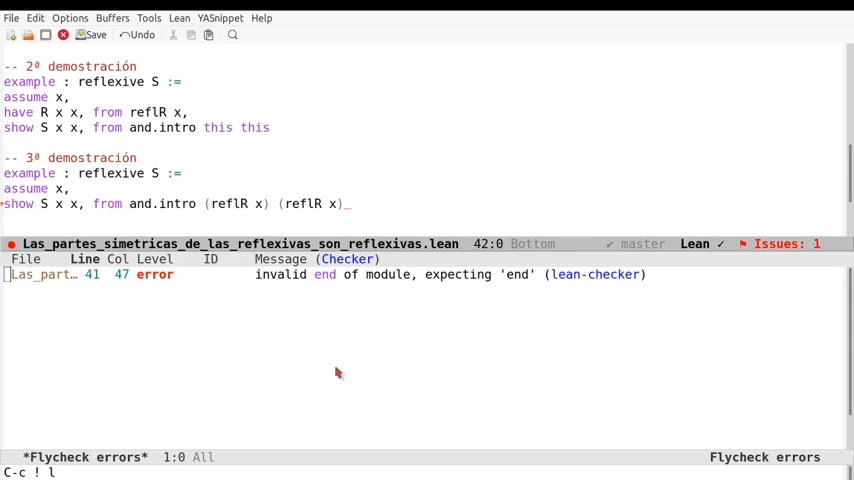 File Edit Options Buffers Tools Lean YASnippet Help
Save Undo
-- 2ª demostración
example : reflexive S :=
assume x,
have R x x, from reflR x,
show S x x, from and.intro this this
-- 3ª demostración
example : reflexive S :=
assume x,
show S x x, from and.intro (reflR x) (reflR x)
Las_partes_simetricas_de_las_reflexivas_son_reflexivas.lean 42:0 Bottom ✔ master Lean ✓ Issues: 1
File Line Col Level ID Message (Checker)
Las_part… 41 47 error invalid end of module, expecting 'end' (lean-checker)
*Flycheck errors* 1:0 All Flycheck errors
C-c ! l